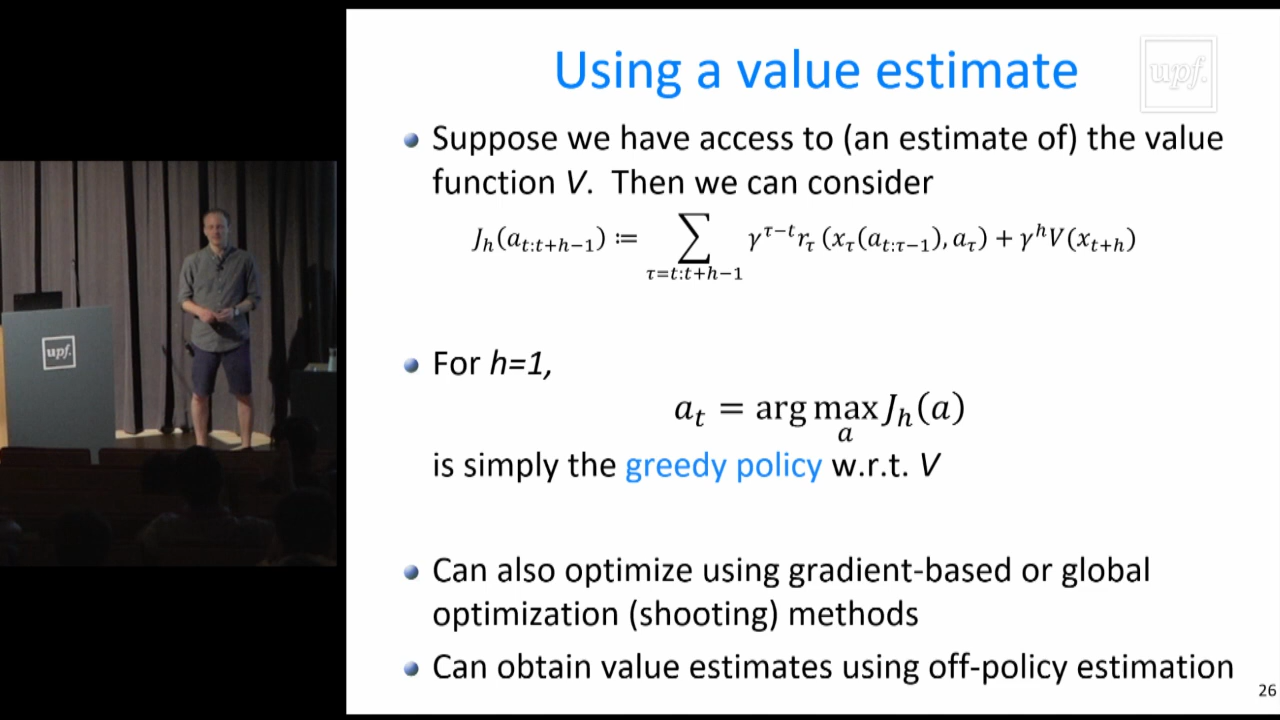 Using a value estimate
upf.
Suppose we have access to (an estimate of) the value
function V. Then we can consider
J_h(a_{t:t+h−1}) ≔ ∑_{τ=t:t+h−1} γ^{τ−t} r_τ (x_τ(a_{t:τ−1}), a_τ) + γ^h V(x_{t+h})
For h=1,
a_t = arg max_a J_h(a)
is simply the greedy policy w.r.t. V
Can also optimize using gradient-based or global
optimization (shooting) methods
Can obtain value estimates using off-policy estimation
26
upf.